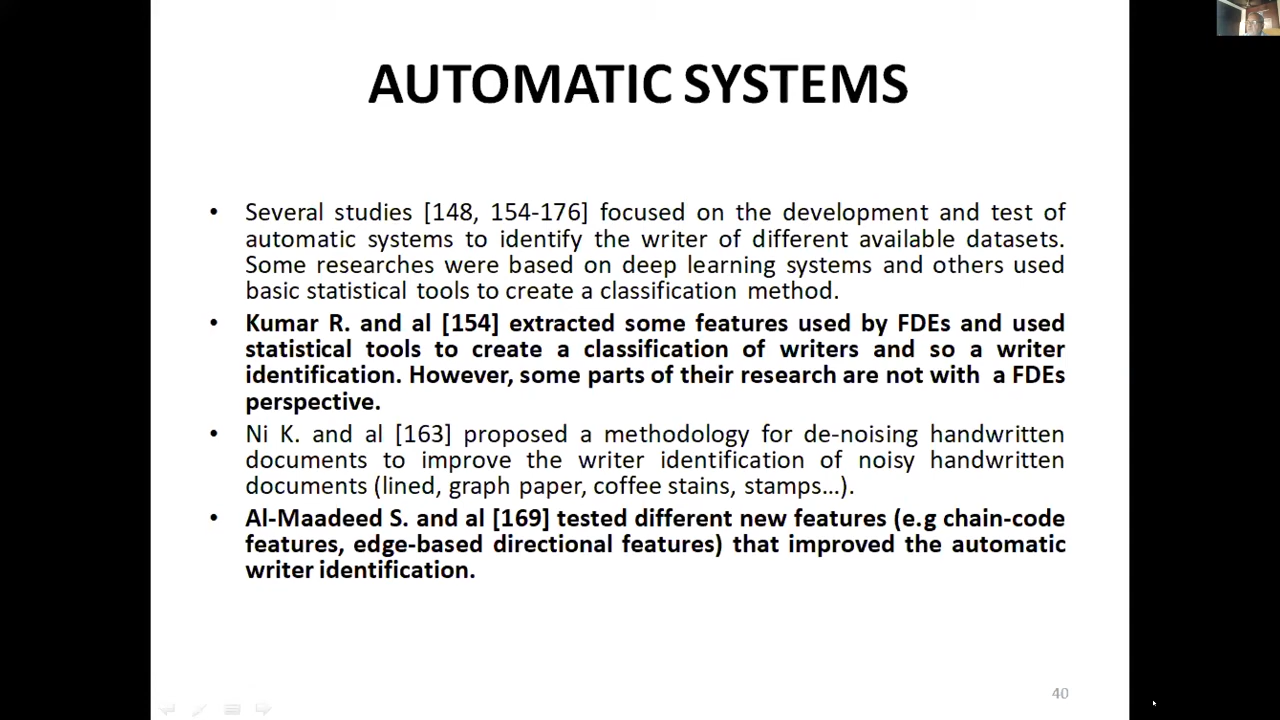 AUTOMATIC SYSTEMS
• Several studies [148, 154-176] focused on the development and test of
automatic systems to identify the writer of different available datasets.
Some researches were based on deep learning systems and others used
basic statistical tools to create a classification method.
• Kumar R. and al [154] extracted some features used by FDEs and used
statistical tools to create a classification of writers and so a writer
identification. However, some parts of their research are not with a FDEs
perspective.
• Ni K. and al [163] proposed a methodology for de-noising handwritten
documents to improve the writer identification of noisy handwritten
documents (lined, graph paper, coffee stains, stamps…).
• Al-Maadeed S. and al [169] tested different new features (e.g chain-code
features, edge-based directional features) that improved the automatic
writer identification.
40